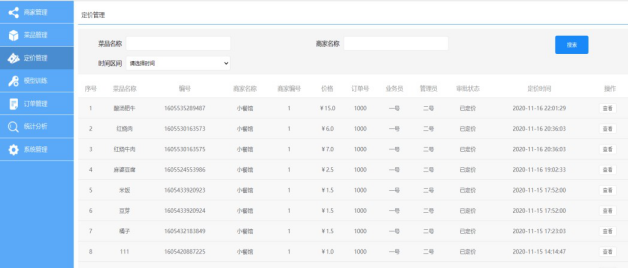 商家管理
菜品管理
定价管理
模型训练
订单管理
统计分析
系统管理
定价管理
菜品名称 商家名称 搜索
时间区间 请选择时间
序号 菜品名称 编号 商家名称 商家编号 价格 订单号 业务员 管理员 审批状态 定价时间 操作
1 酸汤肥牛 1605535289487 小餐馆 1 ¥15.0 1000 一号 二号 已定价 2020-11-16 22:01:29 查看
2 红烧肉 1605530163573 小餐馆 1 ¥6.0 1000 一号 二号 已定价 2020-11-16 20:36:03 查看
3 红烧牛肉 1605530163575 小餐馆 1 ¥7.0 1000 一号 二号 已定价 2020-11-16 20:36:03 查看
4 麻婆豆腐 1605524553986 小餐馆 1 ¥2.5 1000 一号 二号 已定价 2020-11-16 19:02:33 查看
5 米饭 1605433920923 小餐馆 1 ¥1.5 1000 一号 二号 已定价 2020-11-15 17:52:00 查看
6 豆芽 1605433920924 小餐馆 1 ¥1.5 1000 一号 二号 已定价 2020-11-15 17:52:00 查看
7 橘子 1605432183849 小餐馆 1 ¥1.5 1000 一号 二号 已定价 2020-11-15 17:23:03 查看
8 111 1605420887225 小餐馆 1 ¥1.0 1000 一号 二号 已定价 2020-11-15 14:14:47 查看